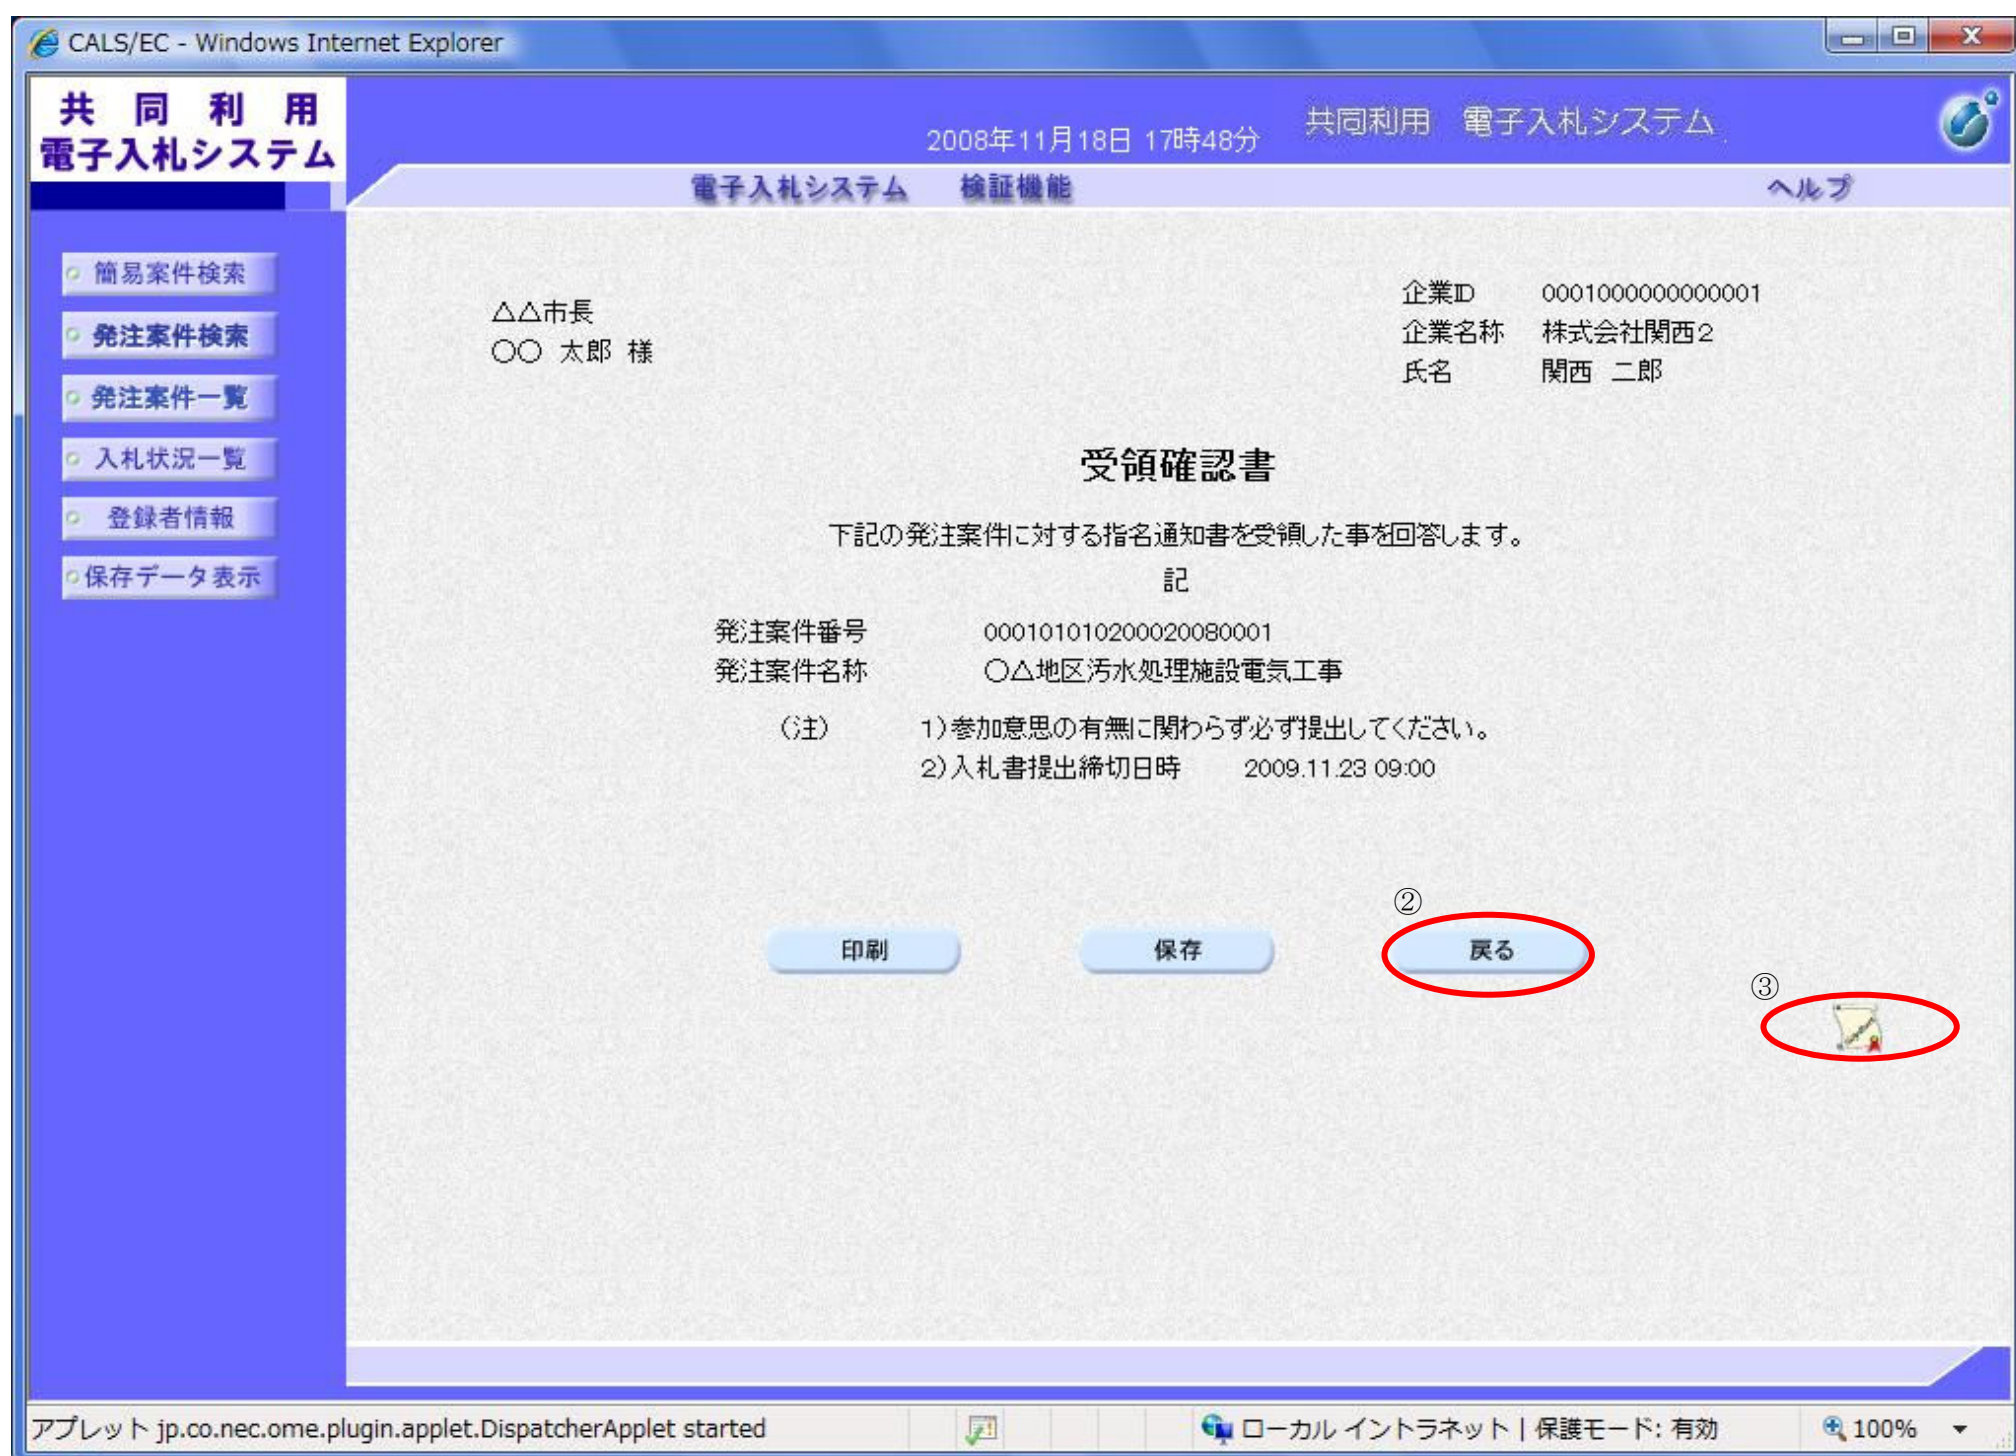 CALS/EC - Windows Internet Explorer
共 同 利 用
電子入札システム
2008年11月18日 17時48分
共同利用 電子入札システム
電子入札システム 検証機能 ヘルプ
簡易案件検索
発注案件検索
発注案件一覧
入札状況一覧
登録者情報
保存データ表示
△△市長
○○ 太郎 様
企業ID 0001000000000001
企業名称 株式会社関西2
氏名 関西 二郎
受領確認書
下記の発注案件に対する指名通知書を受領した事を回答します。
記
発注案件番号 000101010200020080001
発注案件名称 ○△地区汚水処理施設電気工事
(注) 1)参加意思の有無に関わらず必ず提出してください。
2)入札書提出締切日時 2009.11.23 09:00
②
印刷 保存 戻る
③
アプレット jp.co.nec.ome.plugin.applet.DispatcherApplet started
ローカル イントラネット | 保護モード: 有効
100%